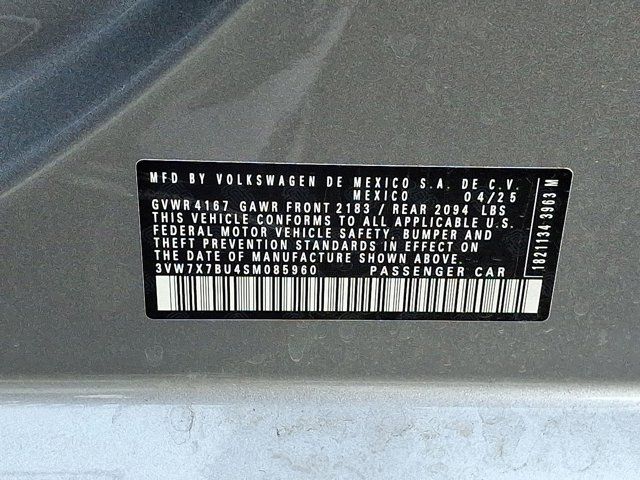 MFD BY VOLKSWAGEN DE MEXICO S.A. DE C.V.
MEXICO 04/25
GVWR 4167 GAWR FRONT 2183 / REAR 2094 LBS
THIS VEHICLE CONFORMS TO ALL APPLICABLE U.S.
FEDERAL MOTOR VEHICLE SAFETY, BUMPER AND
THEFT PREVENTION STANDARDS IN EFFECT ON
THE DATE OF MANUFACTURE SHOWN ABOVE
3VW7X7BU4SM085960 PASSENGER CAR
1821134 3963 M